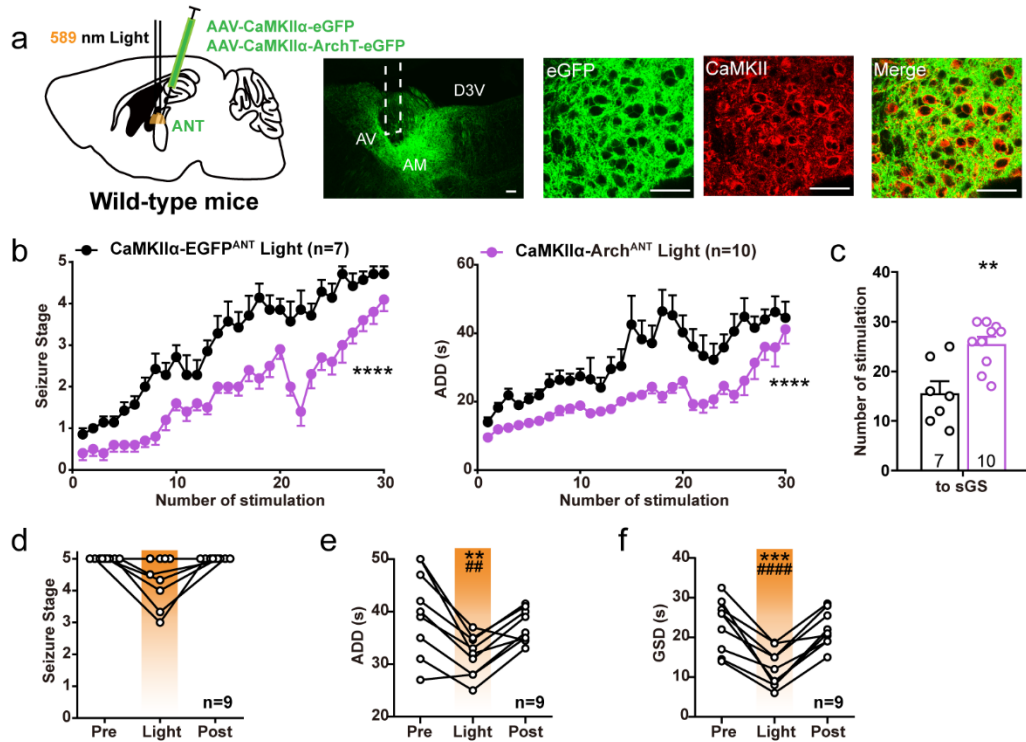 a
589 nm Light
AAV-CaMKIIα-eGFP
AAV-CaMKIIα-ArchT-eGFP
ANT
Wild-type mice
D3V
AV
AM
eGFP
CaMKII
Merge
b
CaMKIIα-EGFP^ANT Light (n=7)
CaMKIIα-Arch^ANT Light (n=10)
Seizure Stage
5
4
3
2
1
0
0 10 20 30
Number of stimulation
****
ADD (s)
60
40
20
0
0 10 20 30
Number of stimulation
****
c
Number of stimulation
40
30
20
10
0
**
7 10
to sGS
d
Seizure Stage
5
4
3
2
1
0
n=9
Pre Light Post
e
ADD (s)
50
40
30
20
**
##
n=9
Pre Light Post
f
GSD (s)
40
30
20
10
0
***
####
n=9
Pre Light Post